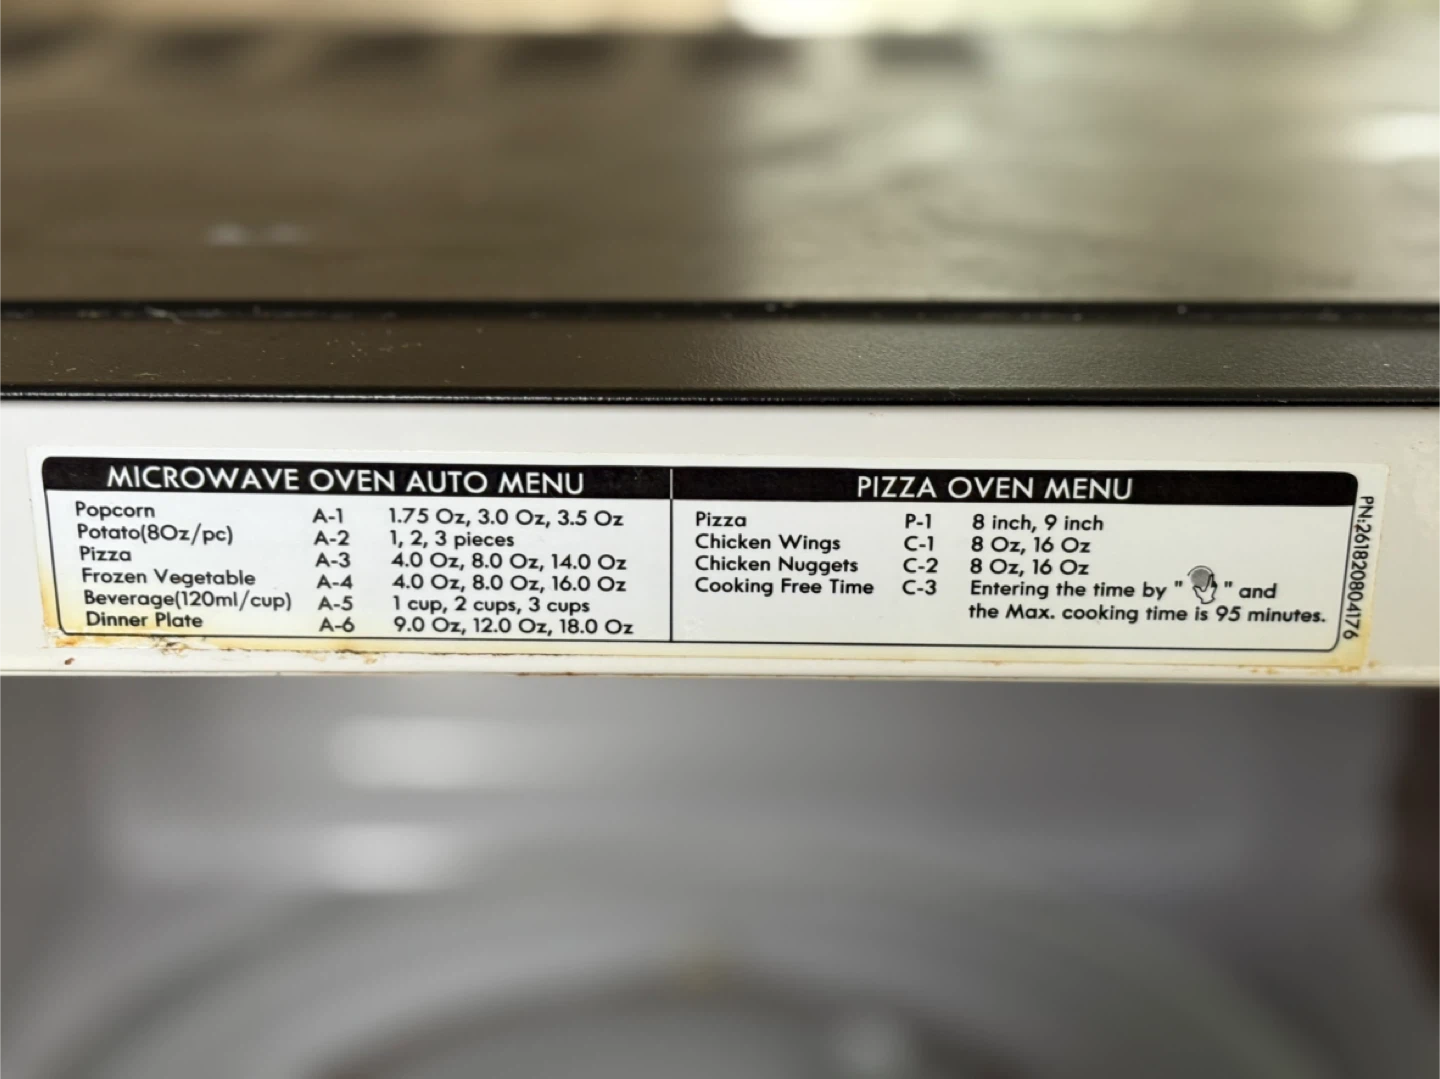 MICROWAVE OVEN AUTO MENU
Popcorn A-1 1.75 Oz, 3.0 Oz, 3.5 Oz
Potato(8Oz/pc) A-2 1, 2, 3 pieces
Pizza A-3 4.0 Oz, 8.0 Oz, 14.0 Oz
Frozen Vegetable A-4 4.0 Oz, 8.0 Oz, 16.0 Oz
Beverage(120ml/cup) A-5 1 cup, 2 cups, 3 cups
Dinner Plate A-6 9.0 Oz, 12.0 Oz, 18.0 Oz
PIZZA OVEN MENU
Pizza P-1 8 inch, 9 inch
Chicken Wings C-1 8 Oz, 16 Oz
Chicken Nuggets C-2 8 Oz, 16 Oz
Cooking Free Time C-3 Entering the time by " " and
the Max. cooking time is 95 minutes.
PN:261820804176